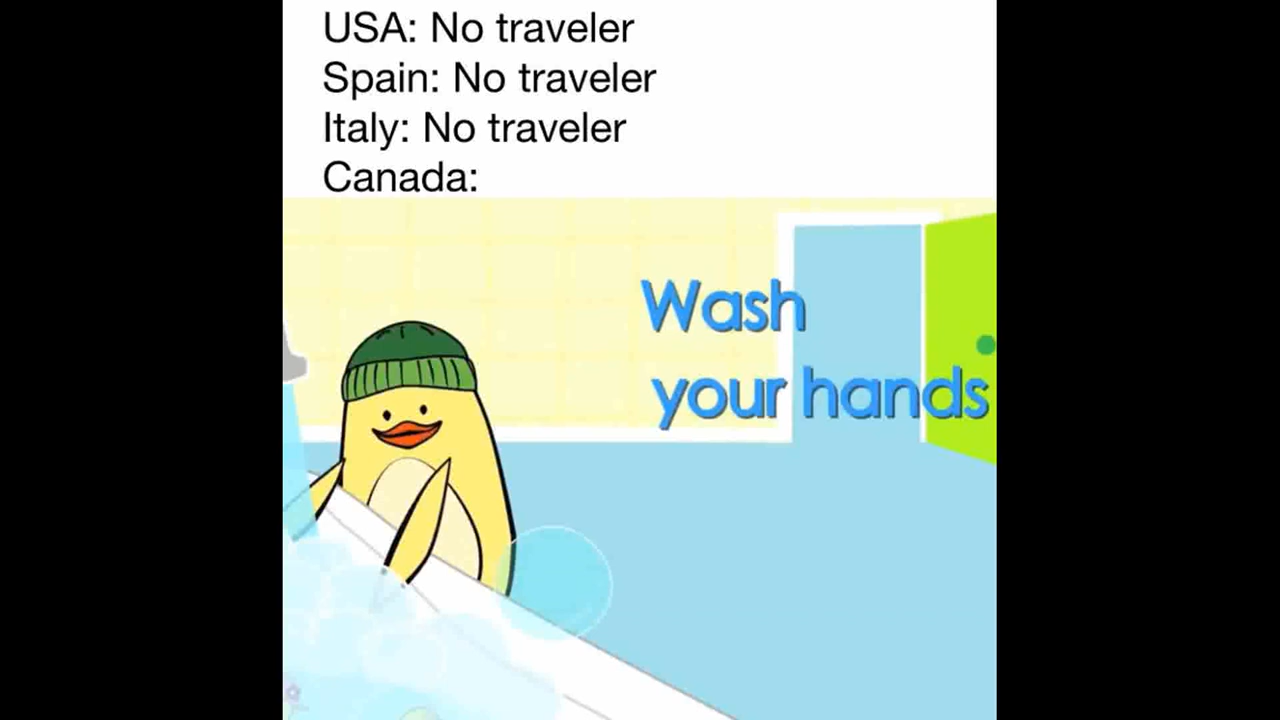 USA: No traveler
Spain: No traveler
Italy: No traveler
Canada:
Wash
your hands